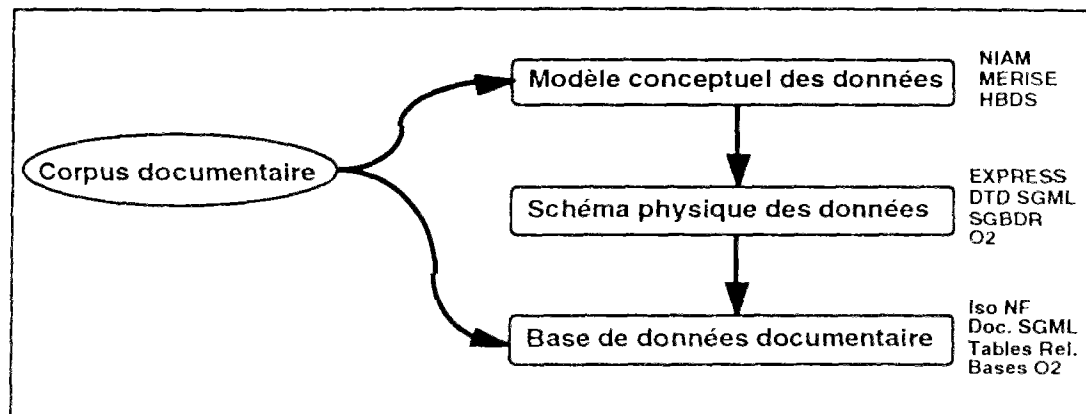 NIAM
Modèle conceptuel des données
MERISE
HBDS
Corpus documentaire
EXPRESS
DTD SGML
Schéma physique des données
SGBDR
O2
Iso NF
Doc. SGML
Base de données documentaire
Tables Rel.
Bases O2